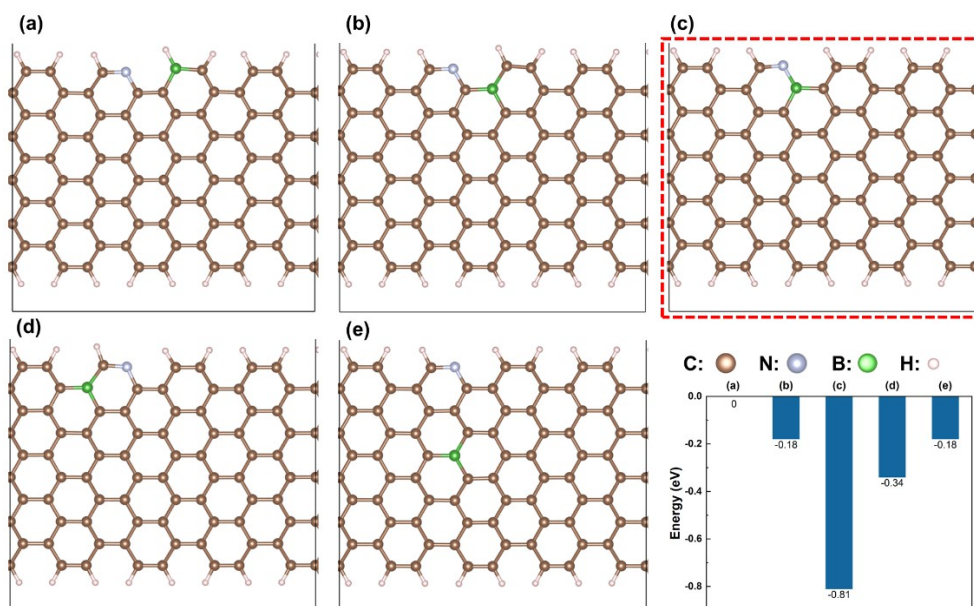 (a)
(b)
(c)
(d)
(e)
C: N: B: H:
(a) (b) (c) (d) (e)
0.0
-0.2
-0.4
-0.6
-0.8
Energy (eV)
0
-0.18
-0.81
-0.34
-0.18